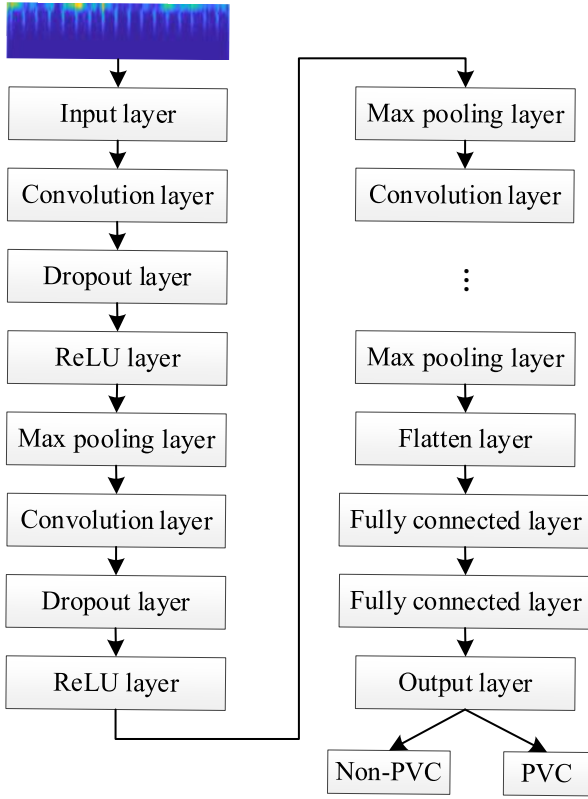 Input layer
Convolution layer
Dropout layer
ReLU layer
Max pooling layer
Convolution layer
Dropout layer
ReLU layer
Max pooling layer
Convolution layer
⋮
Max pooling layer
Flatten layer
Fully connected layer
Fully connected layer
Output layer
Non-PVC
PVC